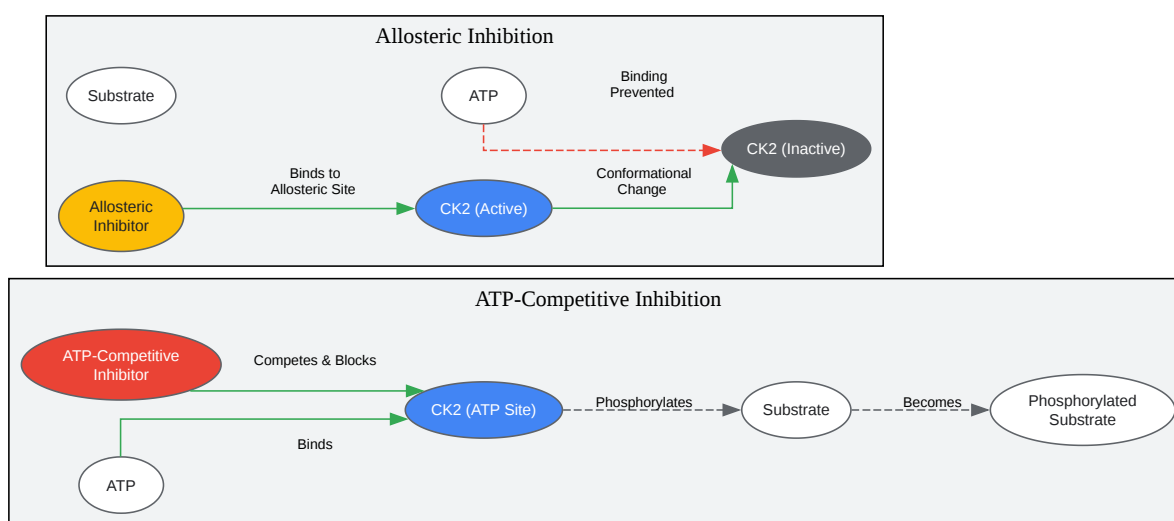 Allosteric Inhibition
Substrate
ATP
Binding
Prevented
CK2 (Inactive)
Binds to
Allosteric Site
Conformational
Change
Allosteric
Inhibitor
CK2 (Active)
ATP-Competitive Inhibition
ATP-Competitive
Inhibitor
Competes & Blocks
CK2 (ATP Site)
Phosphorylates
Substrate
Becomes
Phosphorylated
Substrate
Binds
ATP